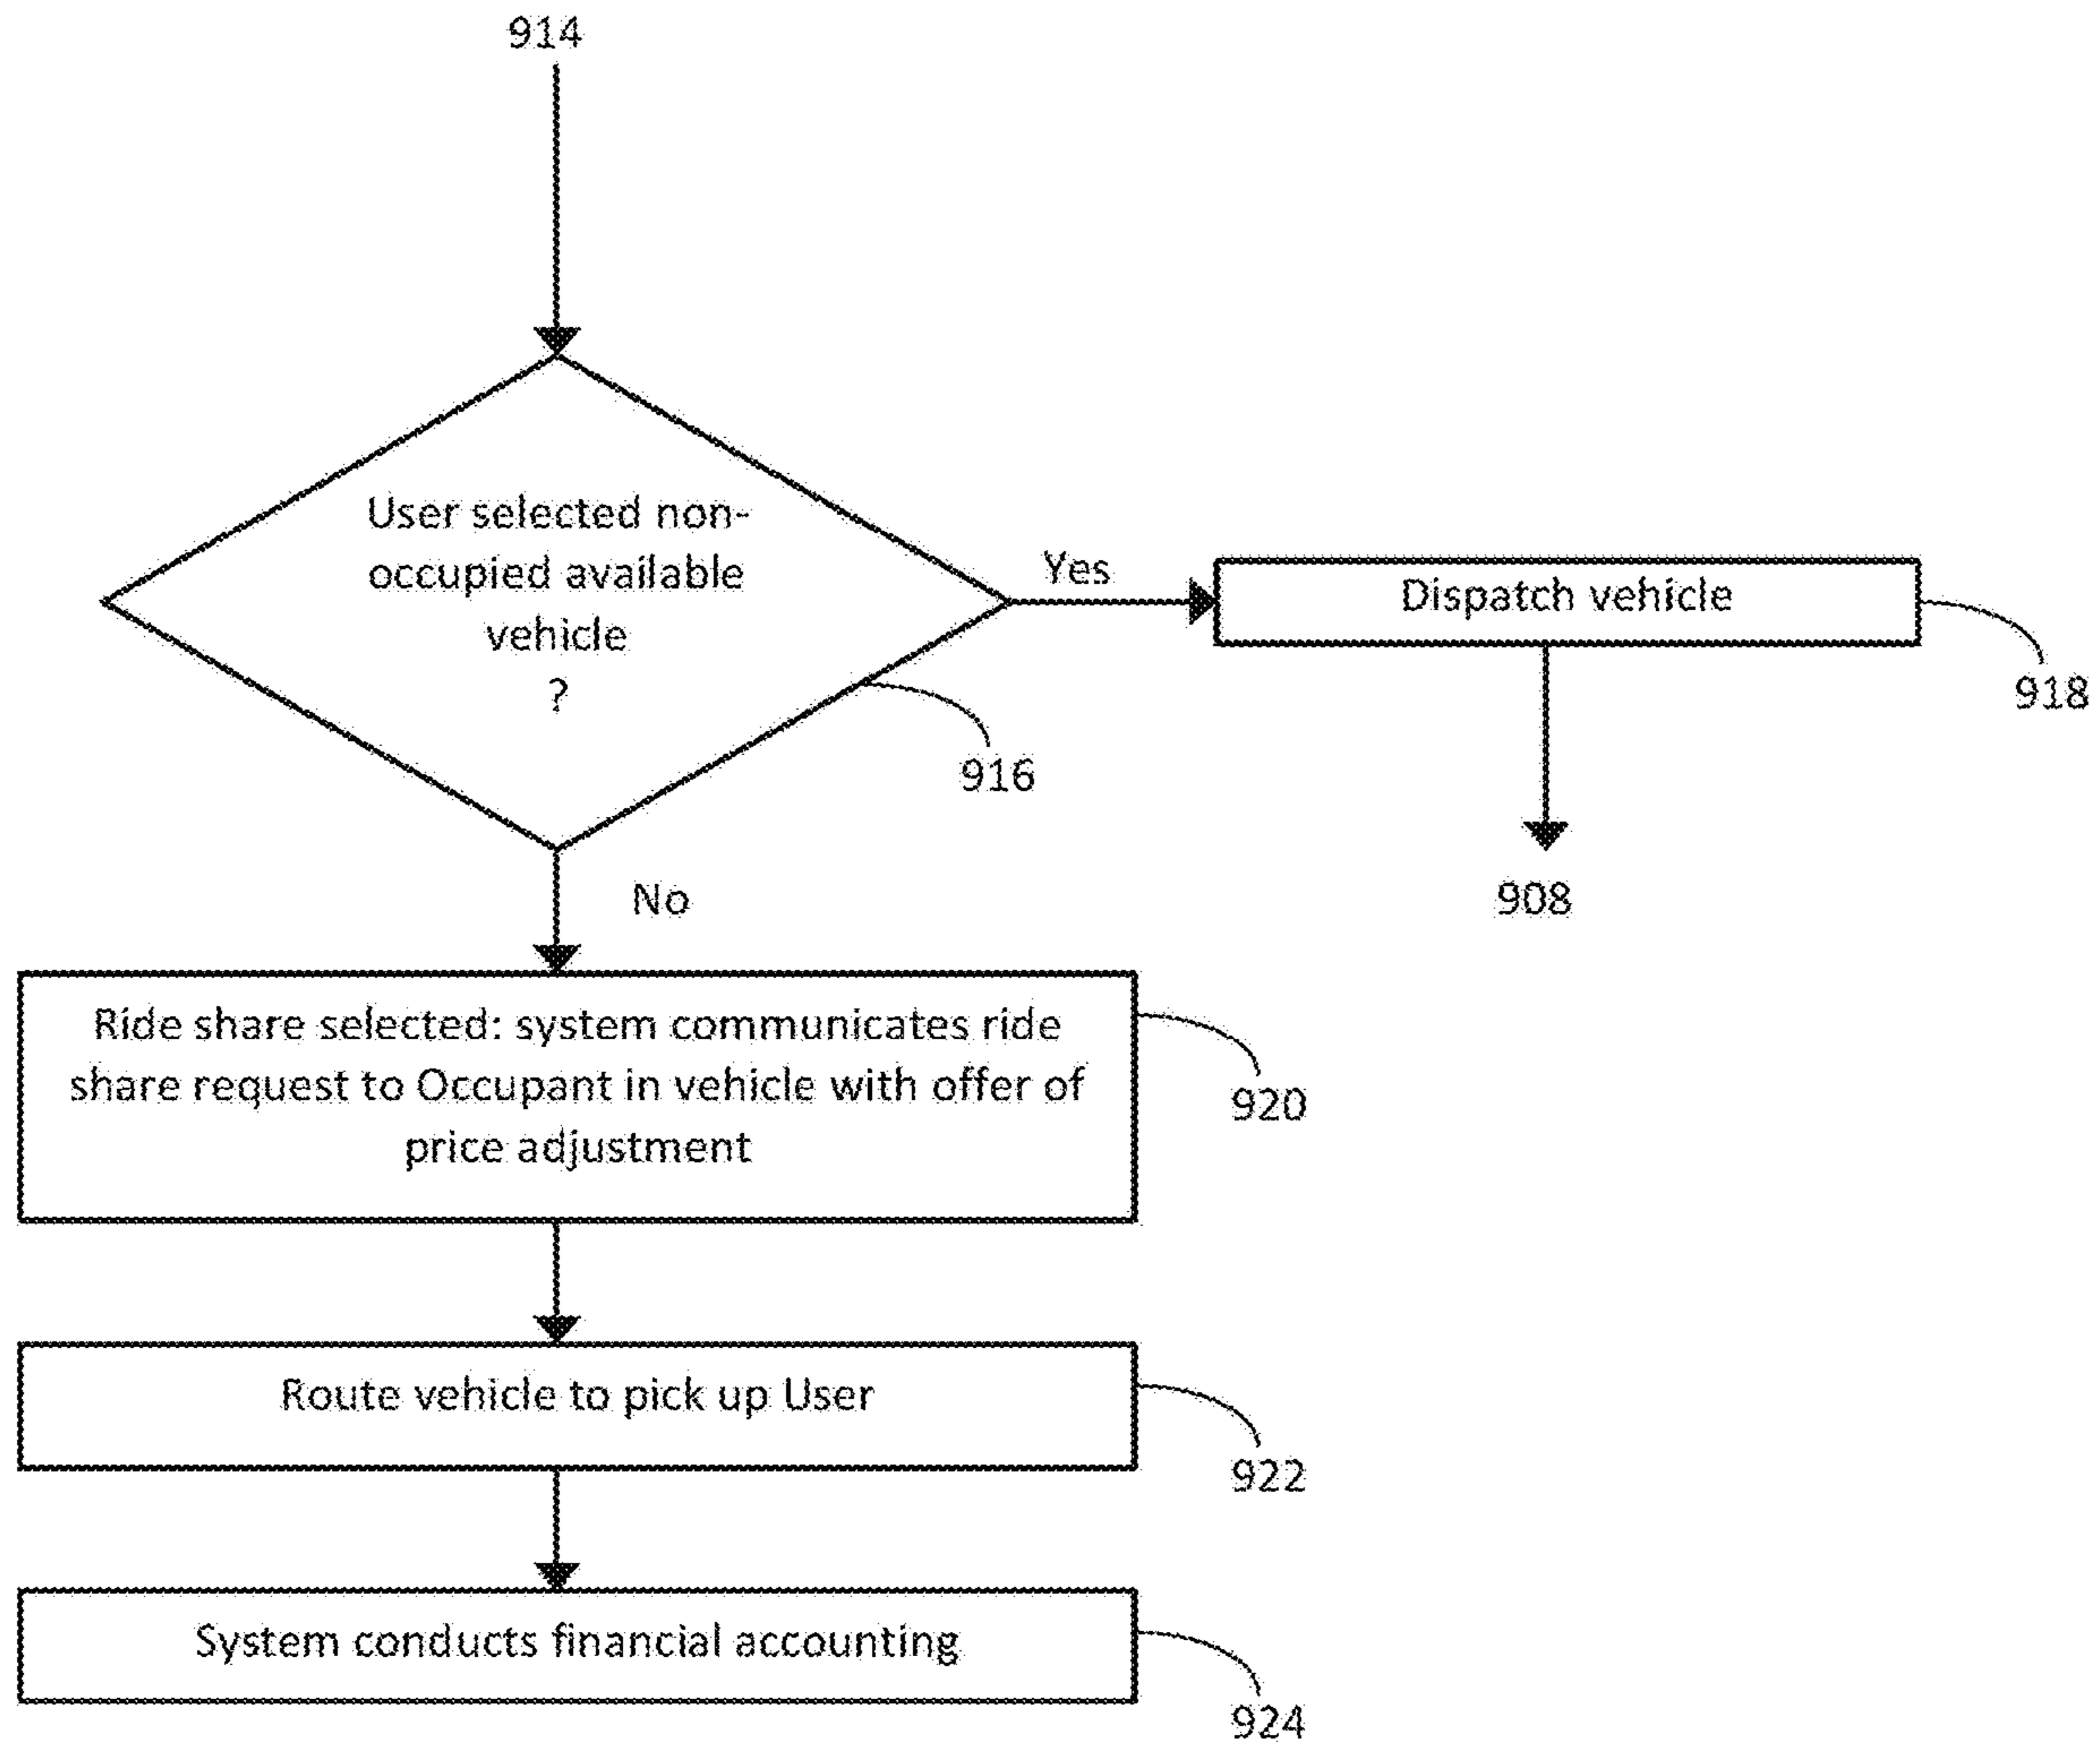 914
User selected non-
occupied available
vehicle
?
Yes
Dispatch vehicle
918
916
No
908
Ride share selected: system communicates ride
share request to Occupant in vehicle with offer of
price adjustment
920
Route vehicle to pick up User
922
System conducts financial accounting
924